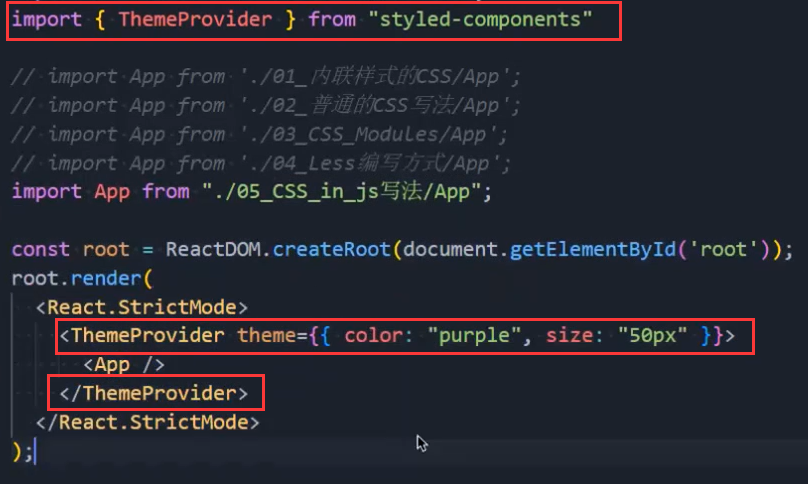 import { ThemeProvider } from "styled-components"
// import App from './01_内联样式的CSS/App';
// import App from './02_普通的CSS写法/App';
// import App from './03_CSS_Modules/App';
// import App from './04_Less编写方式/App';
import App from "./05_CSS_in_js写法/App";
const root = ReactDOM.createRoot(document.getElementById('root'));
root.render(
<React.StrictMode>
<ThemeProvider theme={{ color: "purple", size: "50px" }}>
<App />
</ThemeProvider>
</React.StrictMode>
);